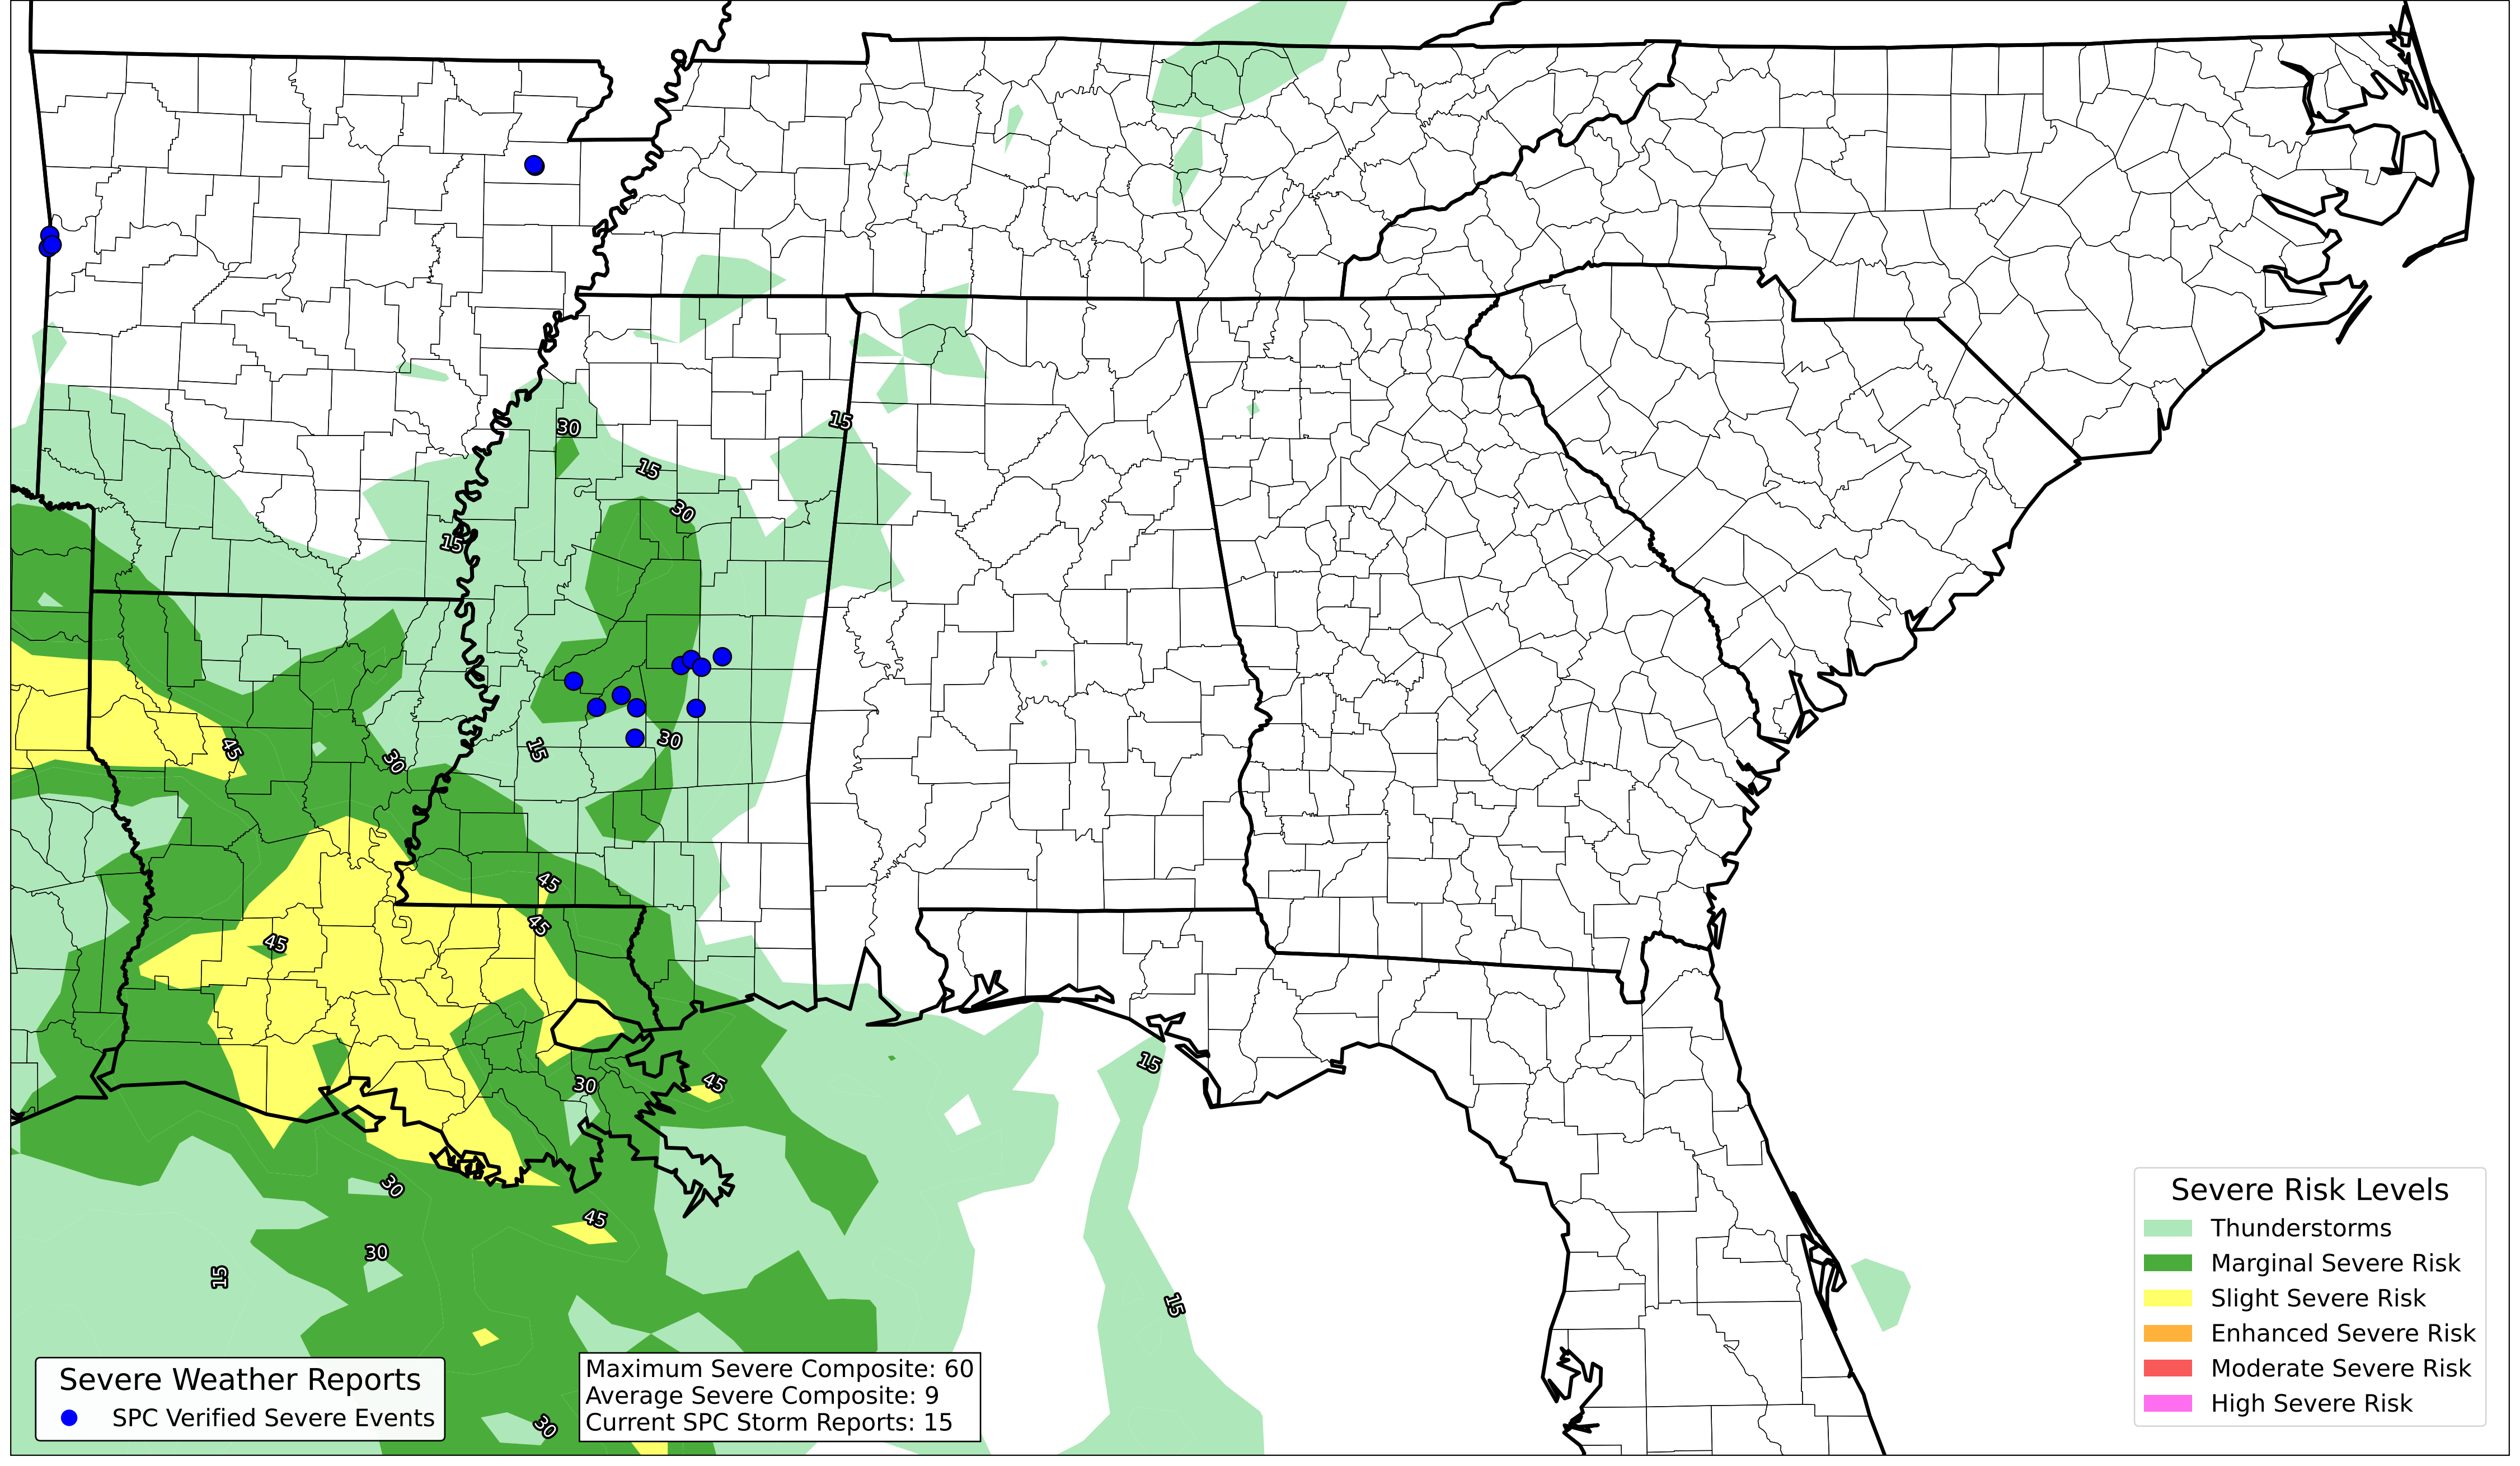 30
15
15
30
15
45
30
15
30
45
45
45
30
45
30
45
30
15
15
15
30
Severe Weather Reports
SPC Verified Severe Events
Maximum Severe Composite: 60
Average Severe Composite: 9
Current SPC Storm Reports: 15
Severe Risk Levels
Thunderstorms
Marginal Severe Risk
Slight Severe Risk
Enhanced Severe Risk
Moderate Severe Risk
High Severe Risk